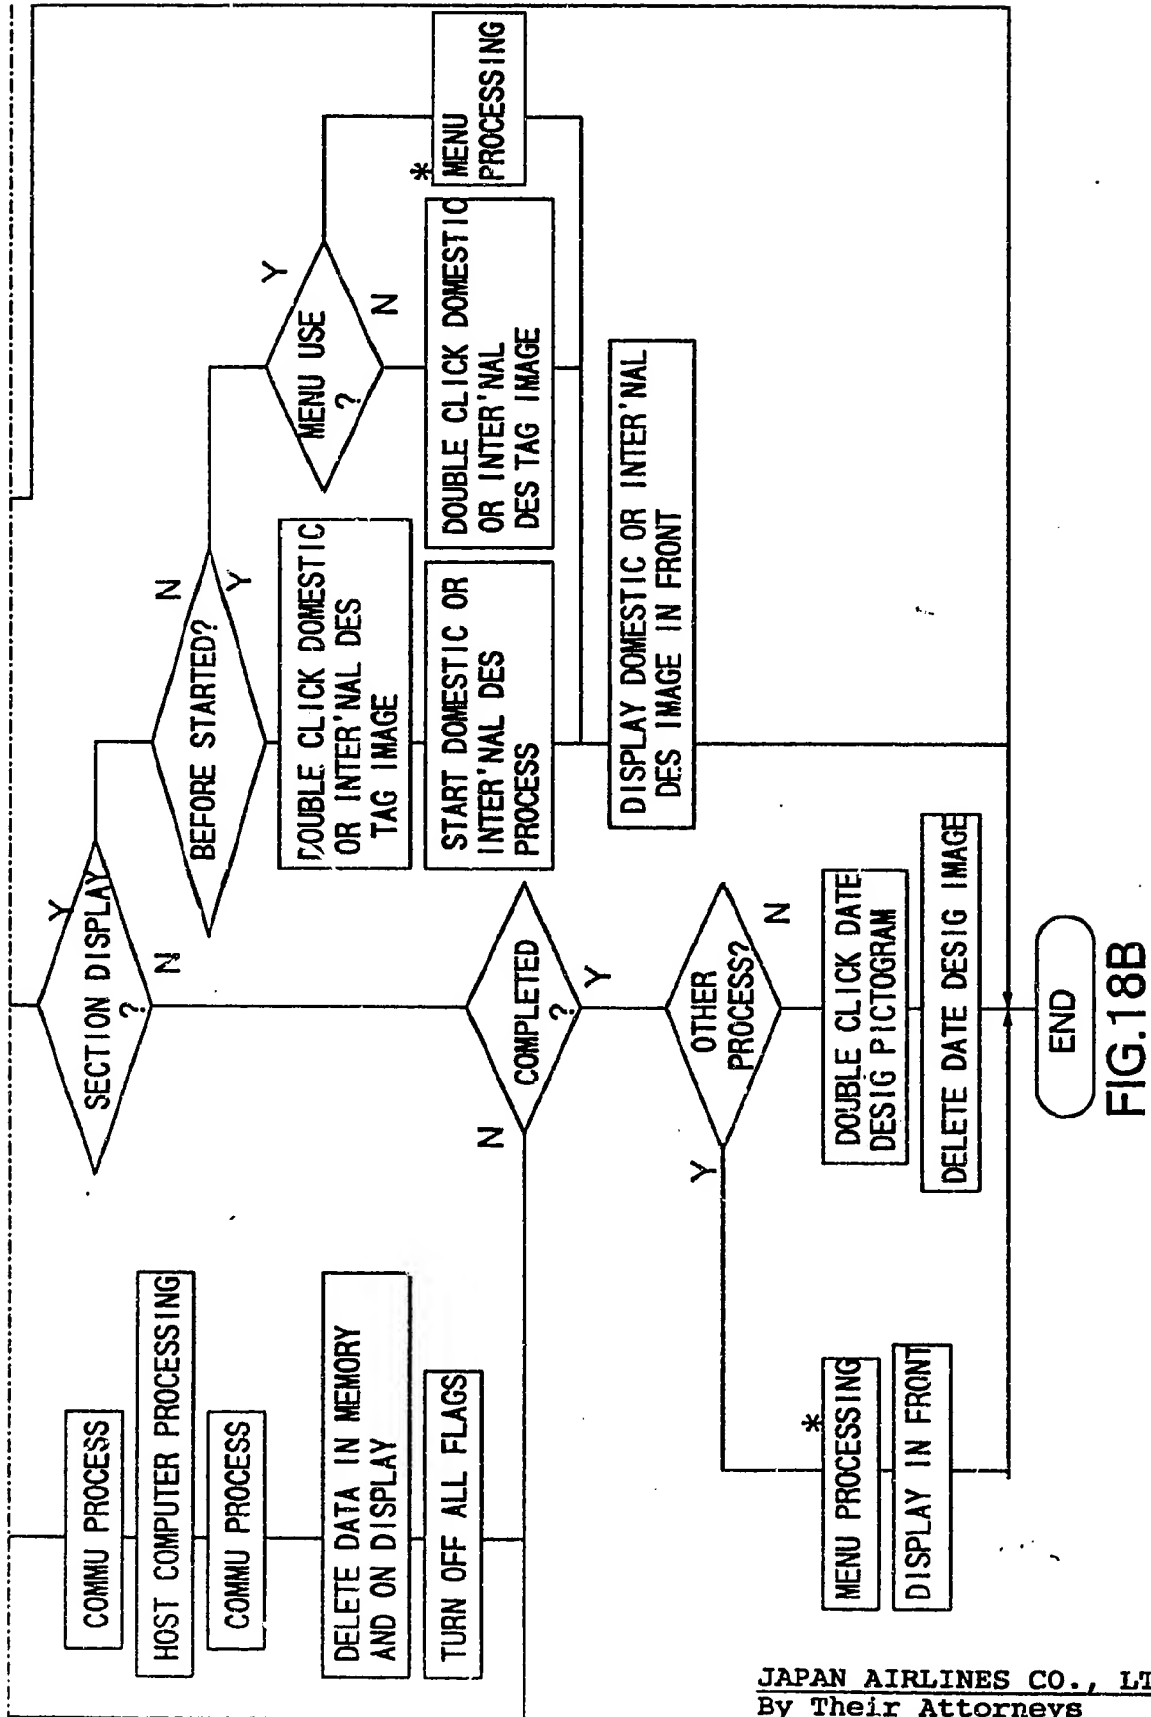 COMMU PROCESS
HOST COMPUTER PROCESSING
COMMU PROCESS
DELETE DATA IN MEMORY
AND ON DISPLAY
TURN OFF ALL FLAGS
SECTION DISPLAY
?
Y
N
BEFORE STARTED?
N
Y
DOUBLE CLICK DOMESTIC
OR INTER'NAL DES
TAG IMAGE
START DOMESTIC OR
INTER'NAL DES
PROCESS
MENU USE
?
Y
N
DOUBLE CLICK DOMESTIC
OR INTER'NAL
DES TAG IMAGE
*
MENU
PROCESSING
DISPLAY DOMESTIC OR INTER'NAL
DES IMAGE IN FRONT
COMPLETED
?
N
Y
OTHER
PROCESS?
Y
N
*
MENU PROCESSING
DISPLAY IN FRONT
DOUBLE CLICK DATE
DESIG PICTOGRAM
DELETE DATE DESIG IMAGE
END
FIG.18B
JAPAN AIRLINES CO., LT
By Their Attorneys